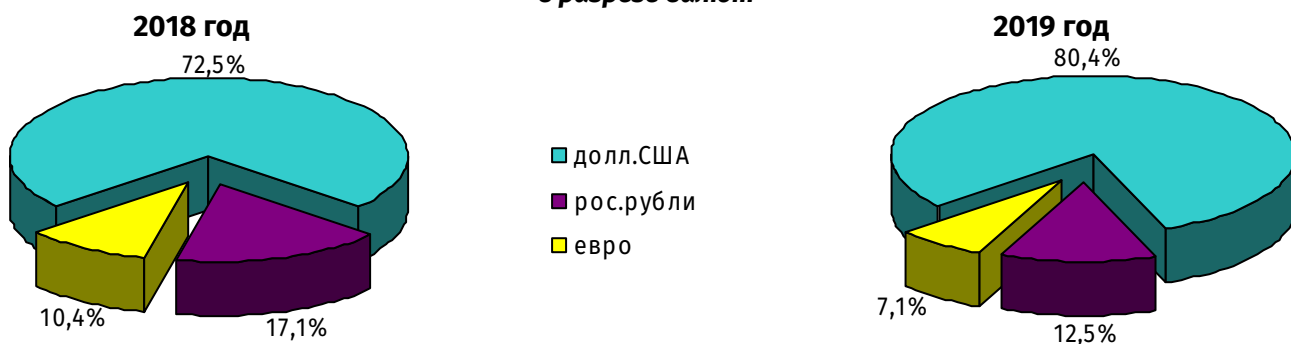 2018 год
2019 год
72,5%
80,4%
долл.США
рос.рубли
евро
10,4%
17,1%
7,1%
12,5%